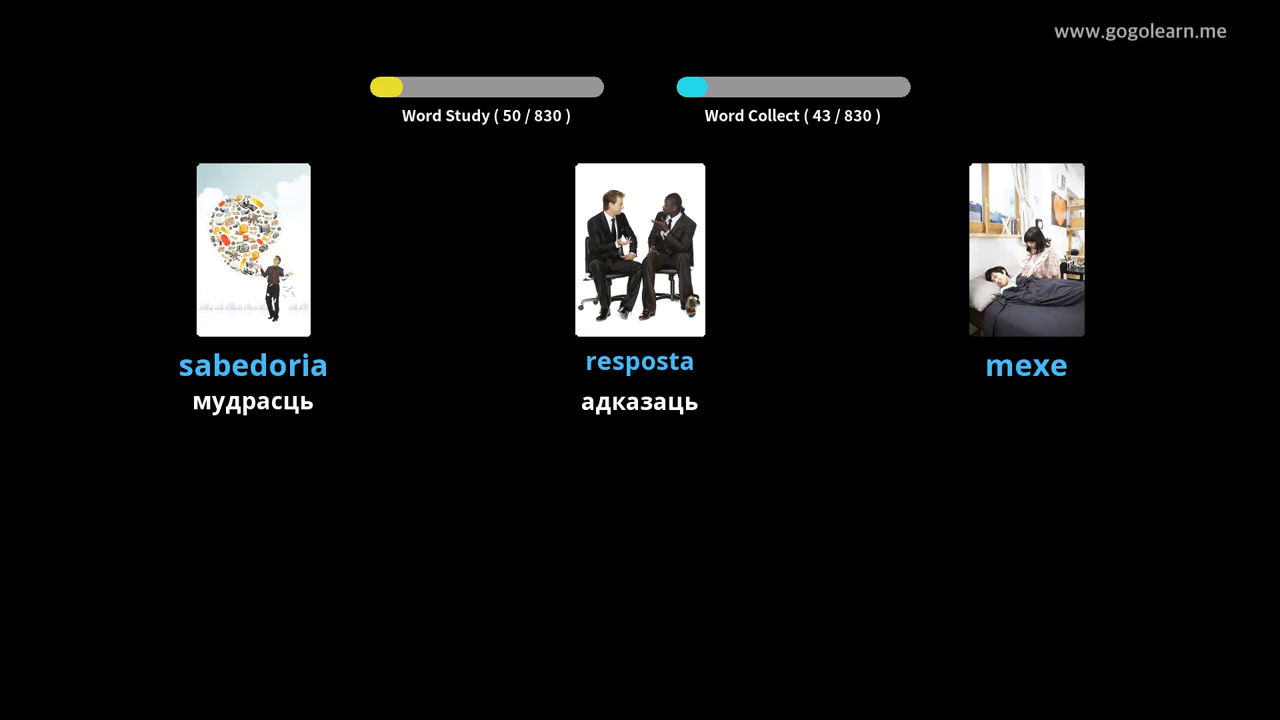 www.gogolearn.me
Word Study ( 50 / 830 )
Word Collect ( 43 / 830 )
sabedoria
мудрасць
resposta
адказаць
mexe